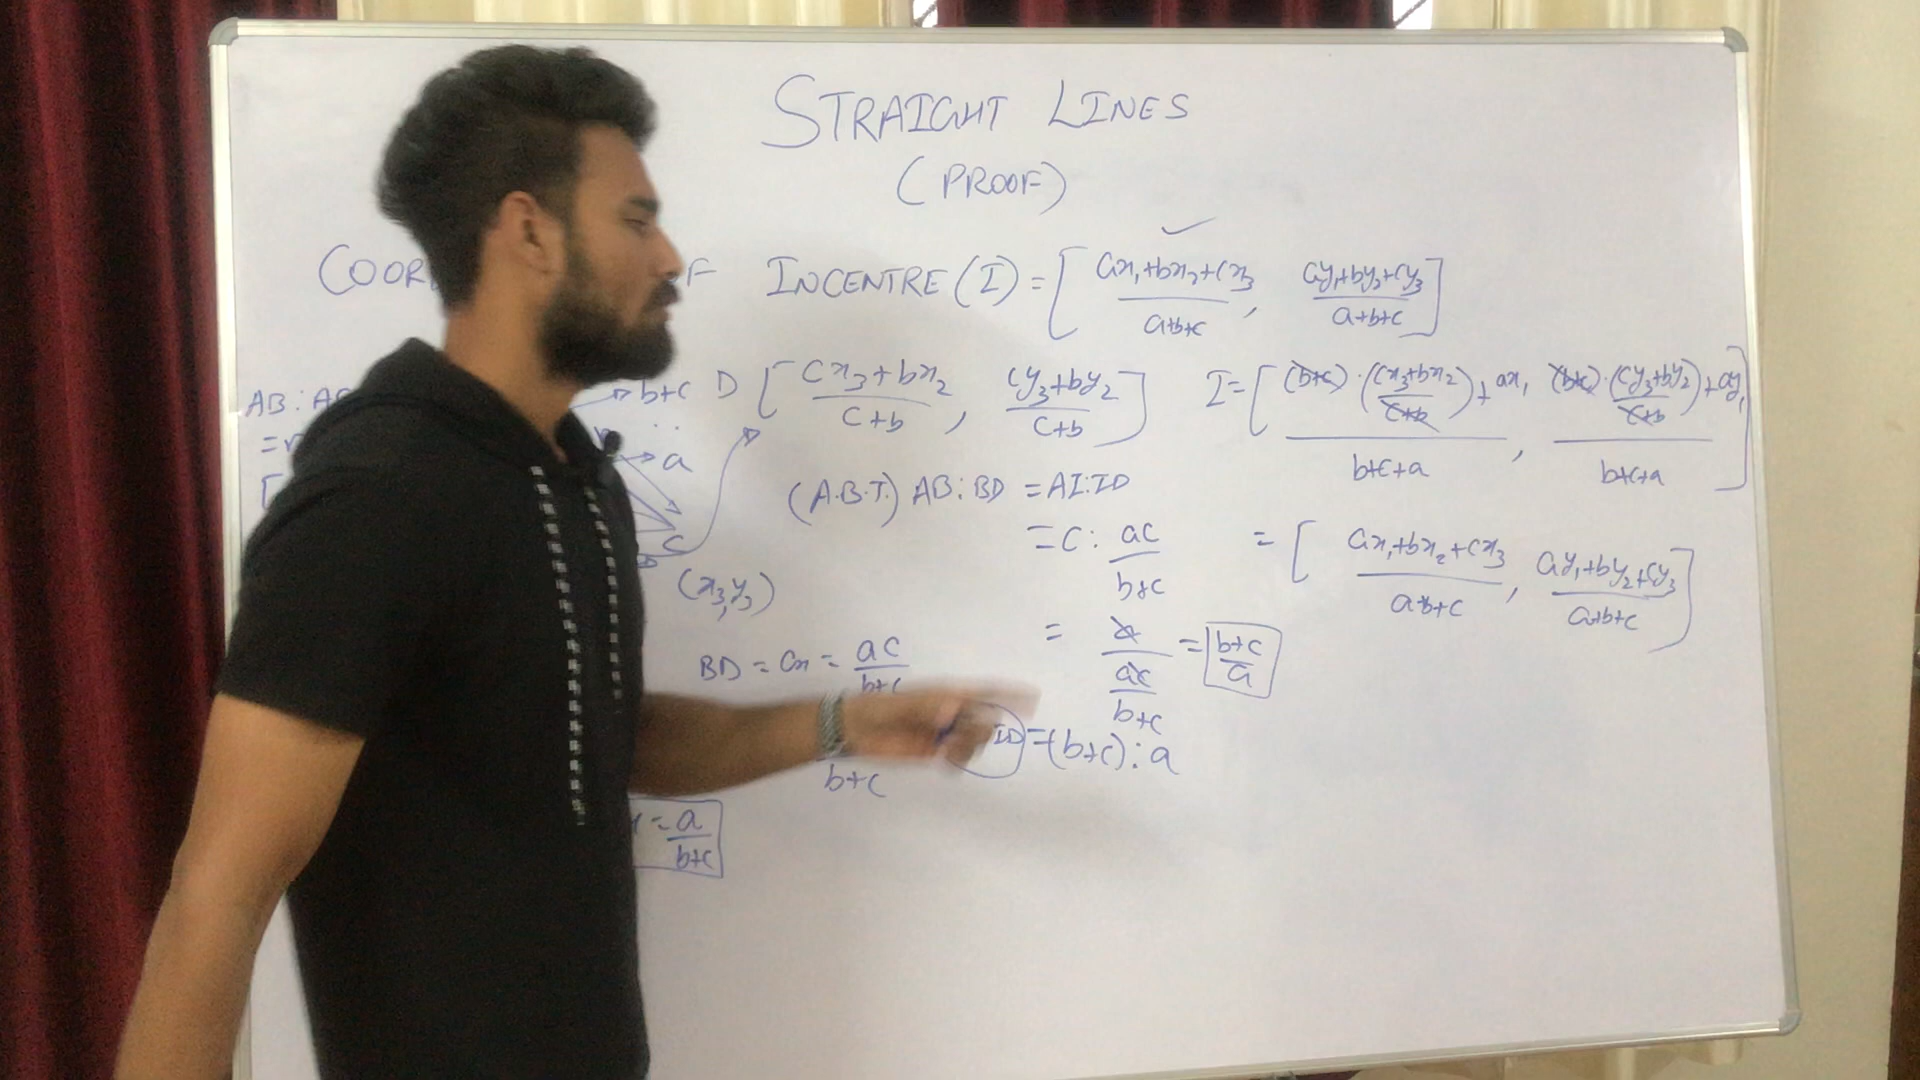 STRAIGHT LINES
(PROOF)
COOR F INCENTRE (I) = [ (ax₁+bx₂+cx₃)/(a+b+c) , (ay₁+by₂+cy₃)/(a+b+c) ]
AB : A
=
[
b+c
a
C
(x₃,y₃)
D [ (cx₃+bx₂)/(c+b) , (cy₃+by₂)/(c+b) ]
(A.B.T.) AB : BD = AI : ID
= C : ac/(b+c)
= c/(ac/(b+c)) = (b+c)/a
BD = cx = ac/(b+c)
b+c
ID = (b+c) : a
= a/(b+c)
I = [ ((b+c)·((cx₃+bx₂)/(c+b)) + ax₁)/(b+c+a) , ((b+c)·((cy₃+by₂)/(c+b)) + ay₁)/(b+c+a) ]
= [ (ax₁+bx₂+cx₃)/(a+b+c) , (ay₁+by₂+cy₃)/(a+b+c) ]